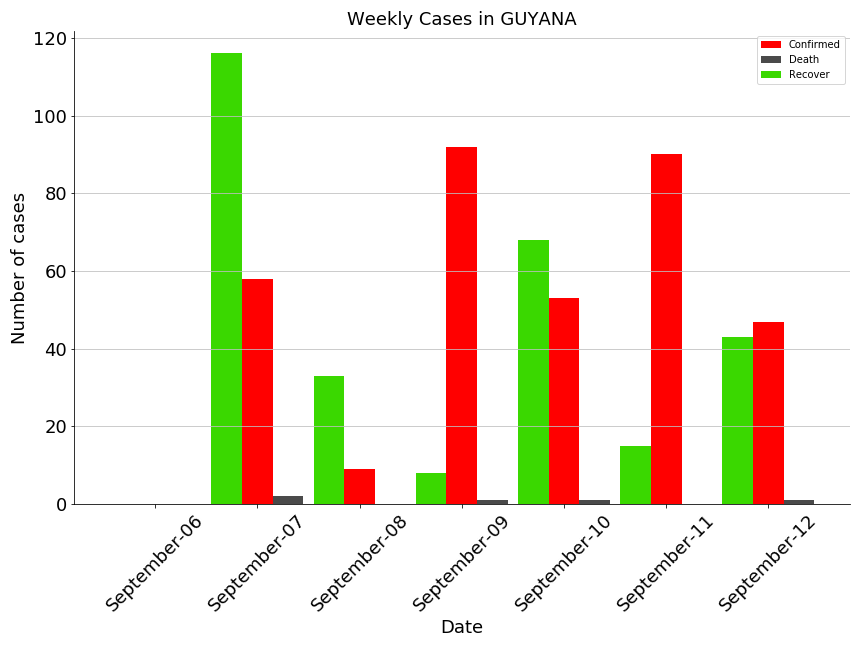 Weekly Cases in GUYANA
Confirmed
Death
Recover
Number of cases
120
100
80
60
40
20
0
September-06
September-07
September-08
September-09
September-10
September-11
September-12
Date